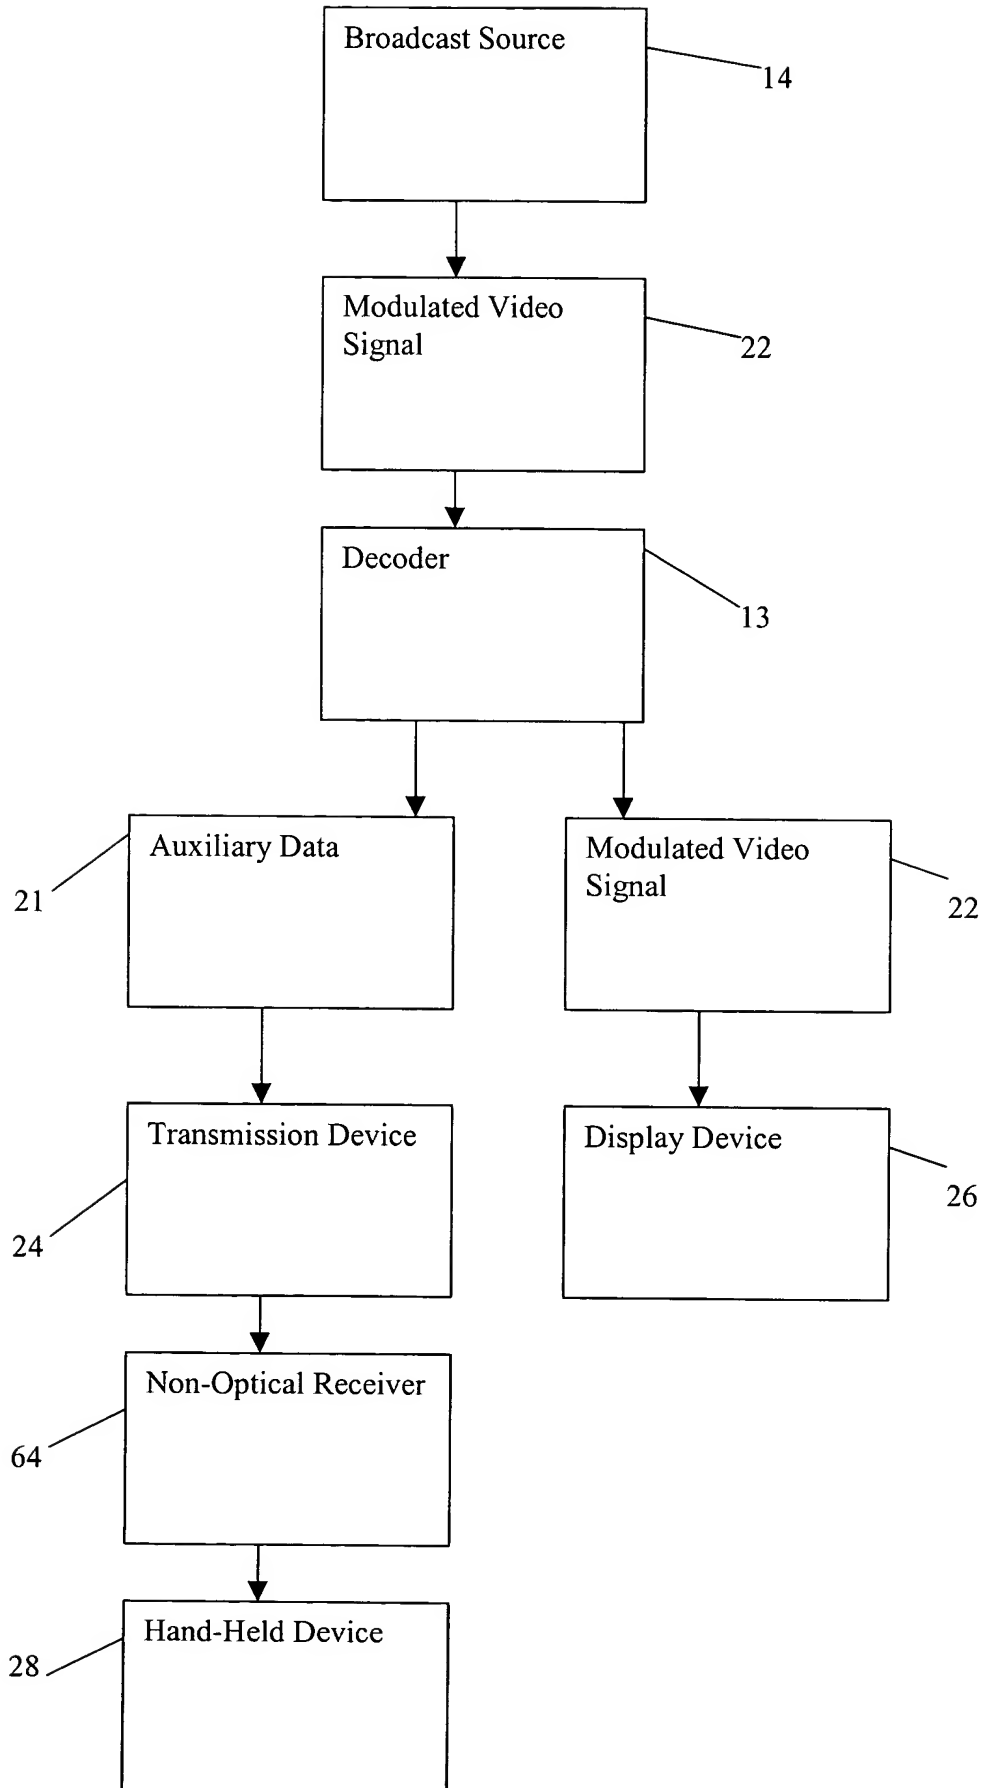 Broadcast Source
14
Modulated Video
Signal
22
Decoder
13
Auxiliary Data
21
Modulated Video
Signal
22
Transmission Device
24
Display Device
26
Non-Optical Receiver
64
Hand-Held Device
28